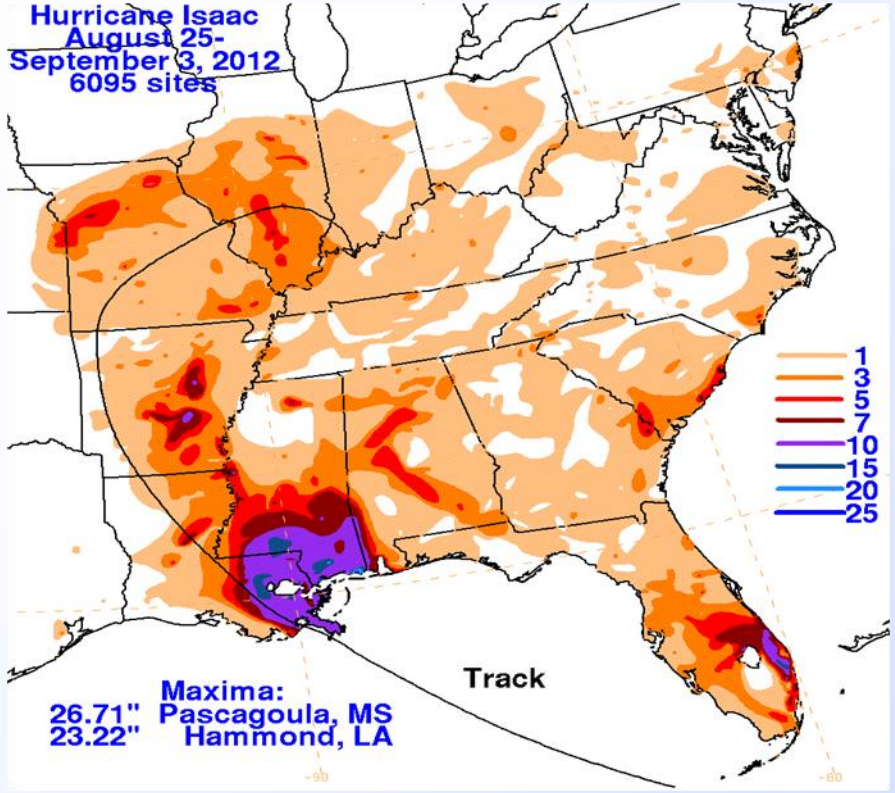 Hurricane Isaac
August 25-
September 3, 2012
6095 sites
1
3
5
7
10
15
20
25
Track
Maxima:
26.71" Pascagoula, MS
23.22" Hammond, LA
-90
-80